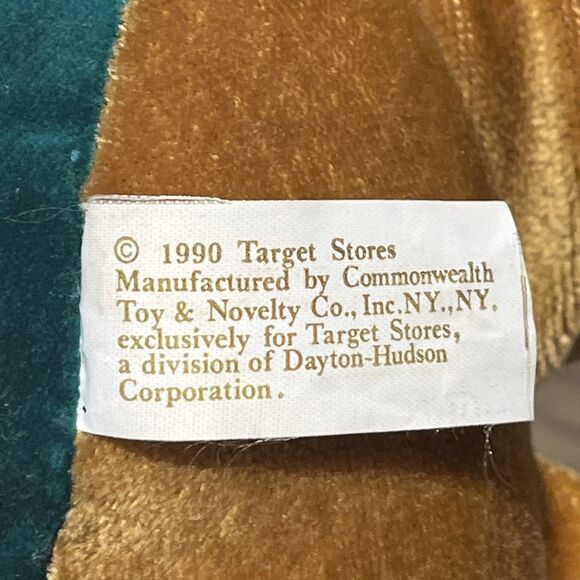 © 1990 Target Stores
Manufactured by Commonwealth
Toy & Novelty Co., Inc.NY.,NY.
exclusively for Target Stores,
a division of Dayton-Hudson
Corporation.